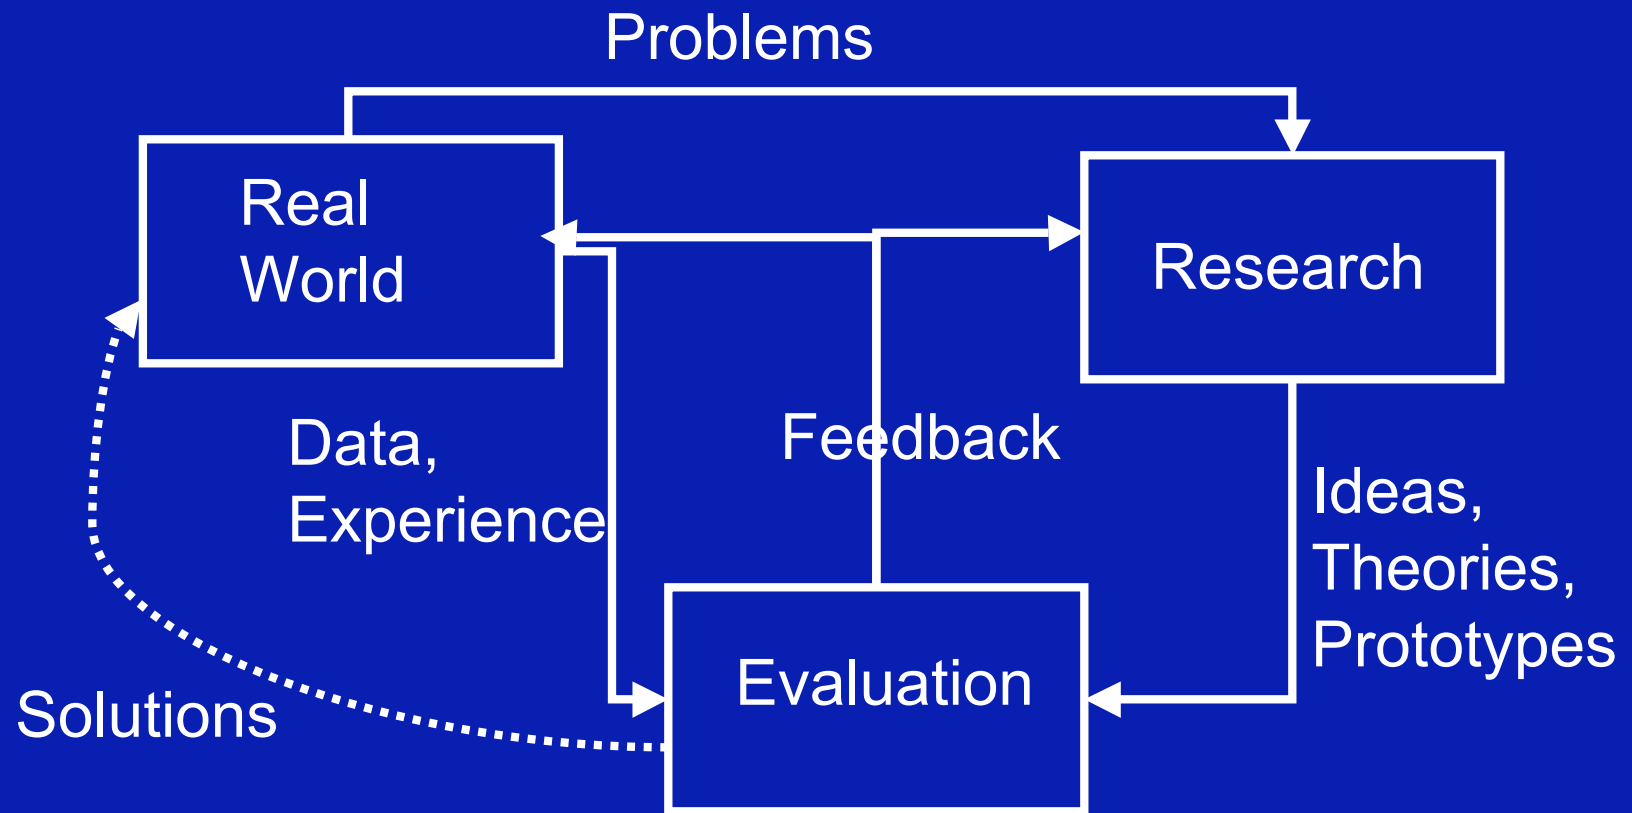 Problems
Real
World
Research
Data,
Experience
Feedback
Ideas,
Theories,
Prototypes
Evaluation
Solutions